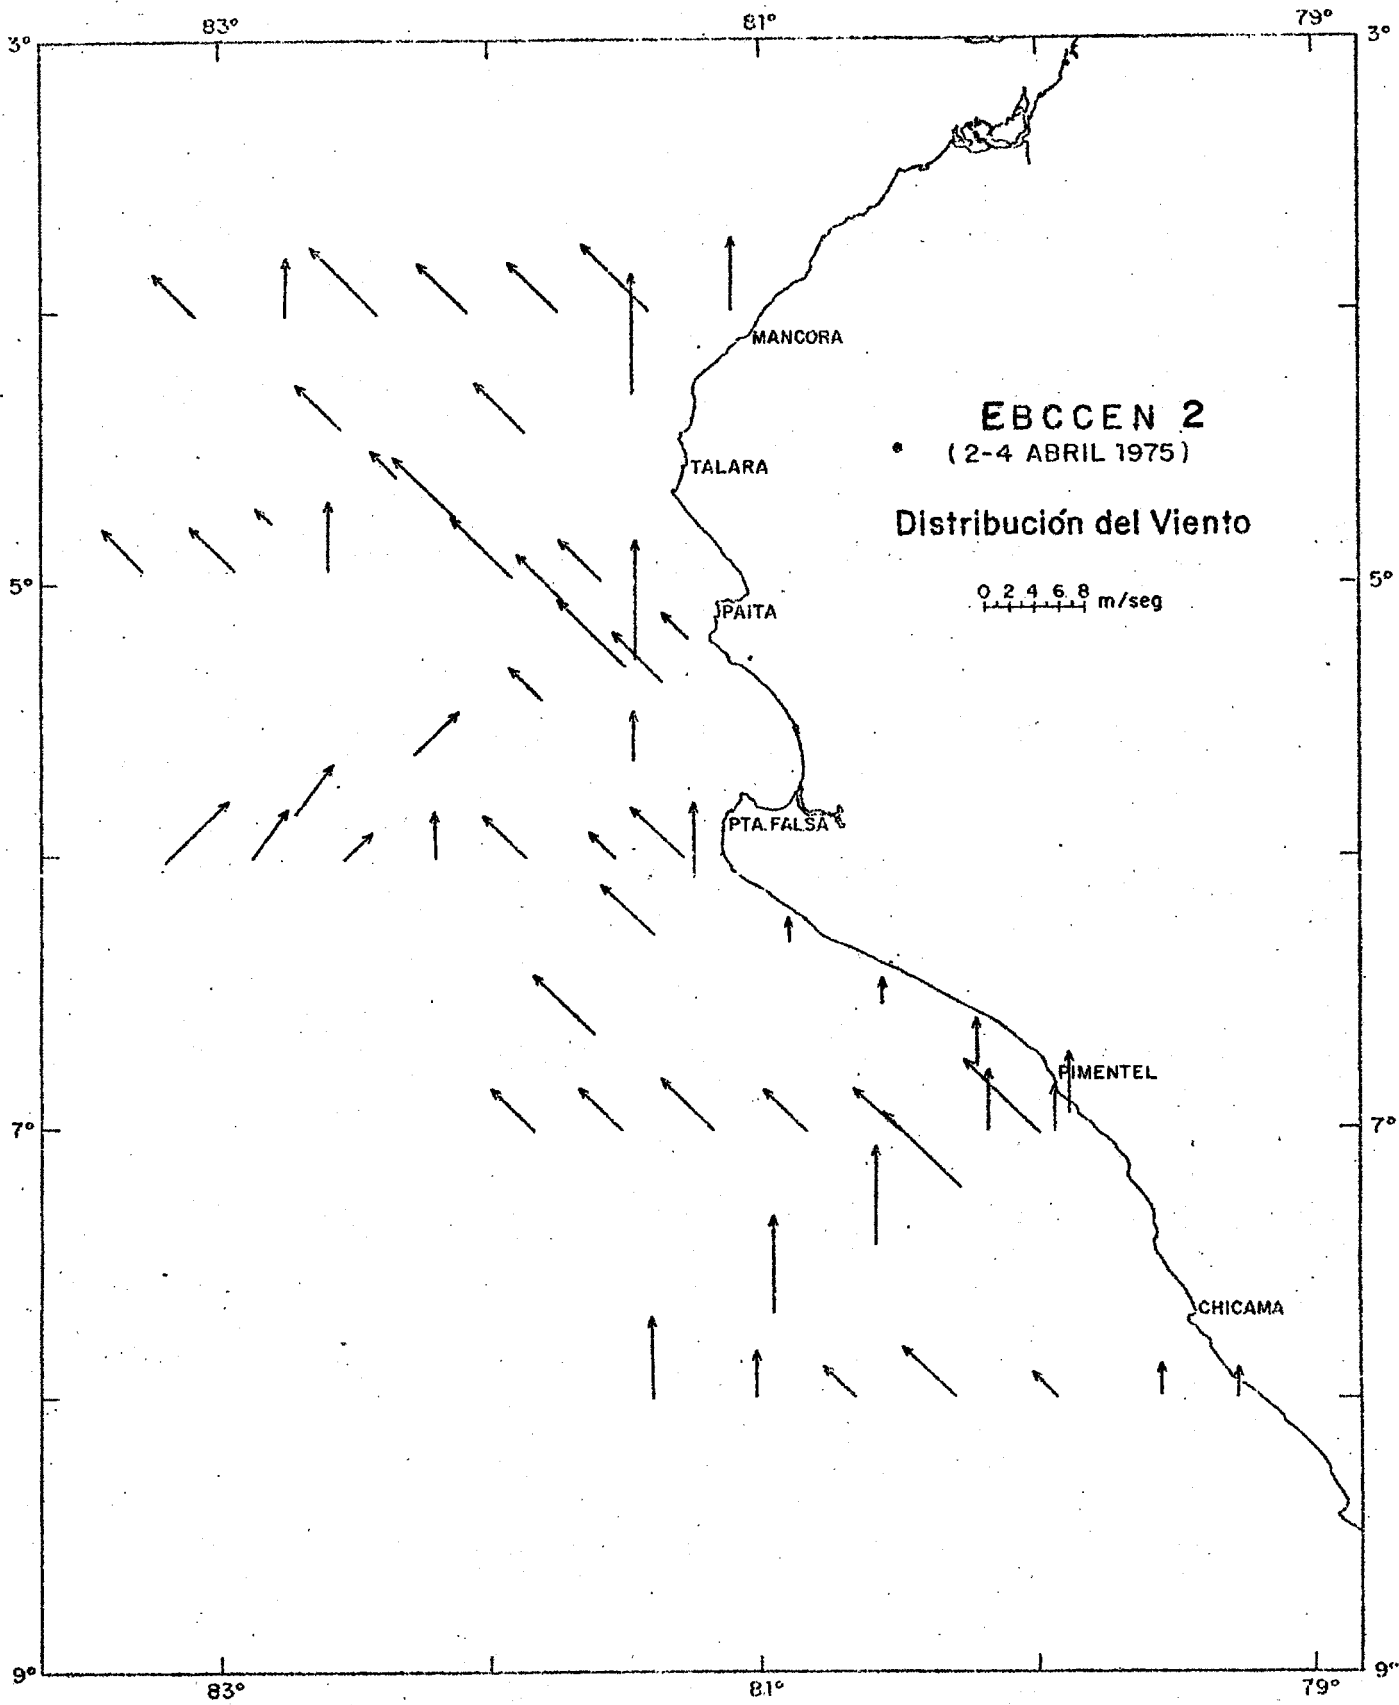 83° 81° 79°
3° 3°
MANCORA
EBCCEN 2
(2-4 ABRIL 1975)
TALARA
Distribución del Viento
5° 5°
0 2 4 6 8 m/seg
PAITA
PTA. FALSA
PIMENTEL
7° 7°
CHICAMA
9° 9°
83° 81° 79°